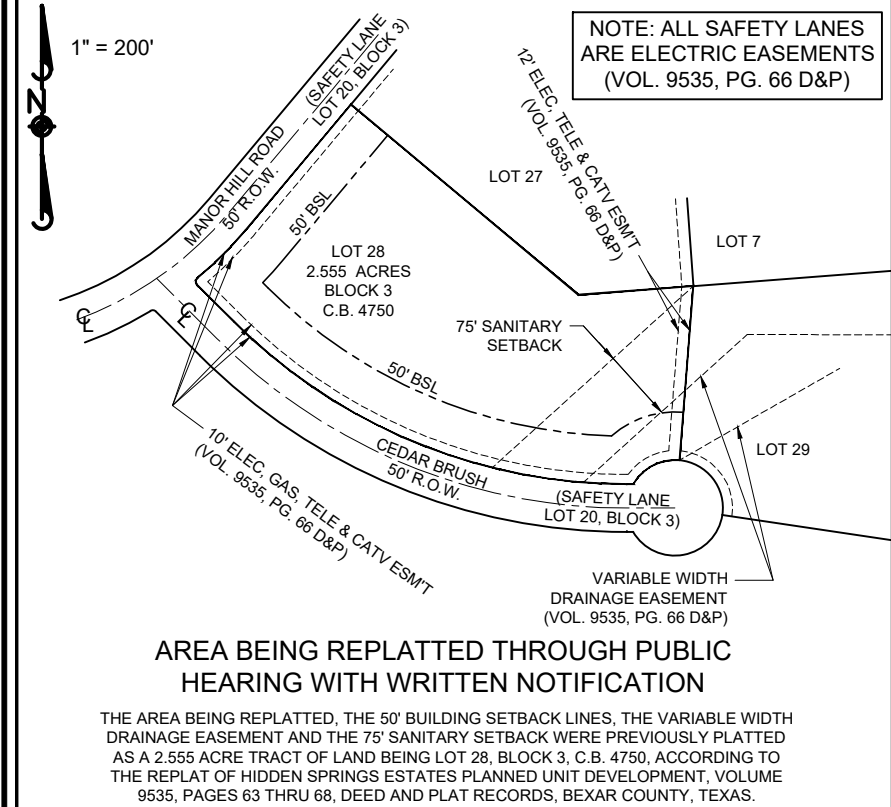 1" = 200'
N
NOTE: ALL SAFETY LANES
ARE ELECTRIC EASEMENTS
(VOL. 9535, PG. 66 D&P)
(SAFETY LANE
LOT 20, BLOCK 3)
MANOR HILL ROAD
50' R.O.W.
12' ELEC, TELE & CATV ESM'T
(VOL. 9535, PG. 66 D&P)
LOT 27
LOT 7
50' BSL
LOT 28
2.555 ACRES
BLOCK 3
C.B. 4750
℄
℄
75' SANITARY
SETBACK
50' BSL
CEDAR BRUSH
50' R.O.W.
LOT 29
10' ELEC, GAS, TELE & CATV ESM'T
(VOL. 9535, PG. 66 D&P)
(SAFETY LANE
LOT 20, BLOCK 3)
VARIABLE WIDTH
DRAINAGE EASEMENT
(VOL. 9535, PG. 66 D&P)
AREA BEING REPLATTED THROUGH PUBLIC
HEARING WITH WRITTEN NOTIFICATION
THE AREA BEING REPLATTED, THE 50' BUILDING SETBACK LINES, THE VARIABLE WIDTH
DRAINAGE EASEMENT AND THE 75' SANITARY SETBACK WERE PREVIOUSLY PLATTED
AS A 2.555 ACRE TRACT OF LAND BEING LOT 28, BLOCK 3, C.B. 4750, ACCORDING TO
THE REPLAT OF HIDDEN SPRINGS ESTATES PLANNED UNIT DEVELOPMENT, VOLUME
9535, PAGES 63 THRU 68, DEED AND PLAT RECORDS, BEXAR COUNTY, TEXAS.